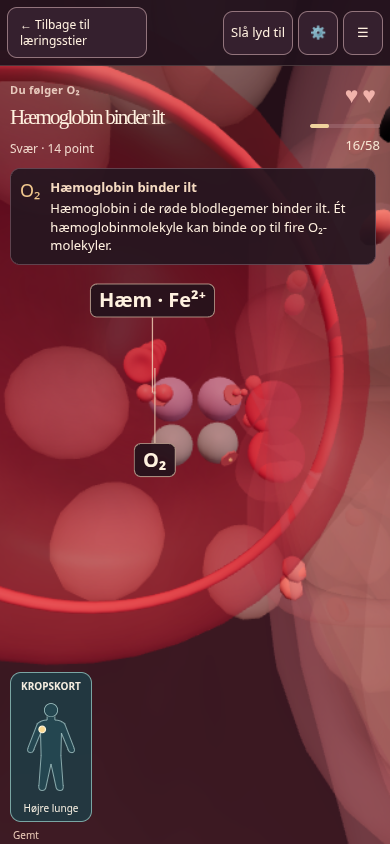 ← Tilbage til
læringsstier
Slå lyd til
Du følger O₂
Hæmoglobin binder ilt
Svær · 14 point
16/58
O₂
Hæmoglobin binder ilt
Hæmoglobin i de røde blodlegemer binder ilt. Ét
hæmoglobinmolekyle kan binde op til fire O₂-
molekyler.
Hæm · Fe²⁺
O₂
KROPSKORT
Højre lunge
Gemt